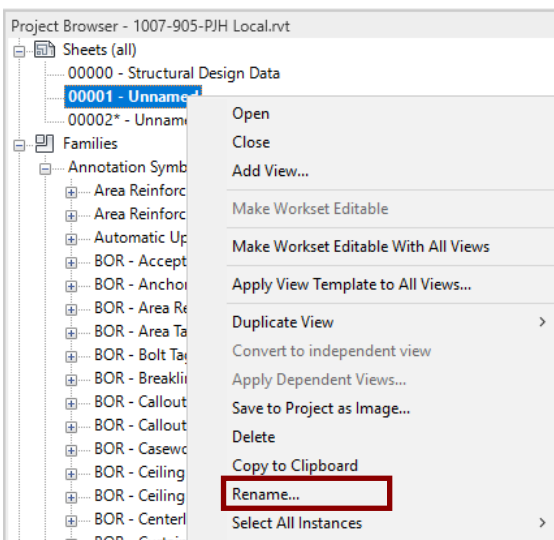 Project Browser - 1007-905-PJH Local.rvt
Sheets (all)
00000 - Structural Design Data
00001 - Unnamed
00002* - Unname
Families
Annotation Symb
Area Reinforc
Area Reinforc
Automatic Up
BOR - Accept
BOR - Anchor
BOR - Area Re
BOR - Area Ta
BOR - Bolt Tag
BOR - Breaklin
BOR - Callout
BOR - Callout
BOR - Casewo
BOR - Ceiling
BOR - Ceiling
BOR - Centerl
Open
Close
Add View...
Make Workset Editable
Make Workset Editable With All Views
Apply View Template to All Views...
Duplicate View
Convert to independent view
Apply Dependent Views...
Save to Project as Image...
Delete
Copy to Clipboard
Rename...
Select All Instances